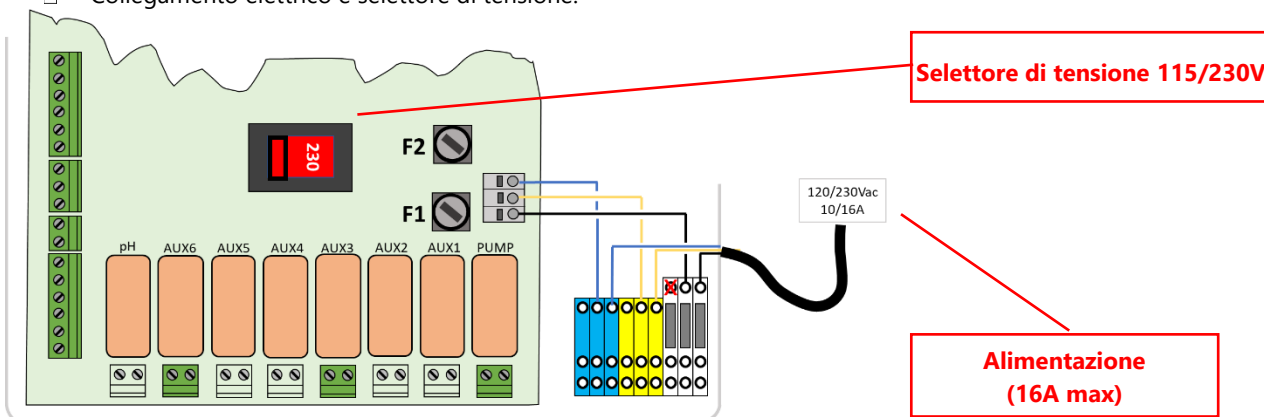 Collegamento elettrico e selettore di tensione.
Selettore di tensione 115/230V
230
F2
F1
120/230Vac
10/16A
pH AUX6 AUX5 AUX4 AUX3 AUX2 AUX1 PUMP
Alimentazione
(16A max)